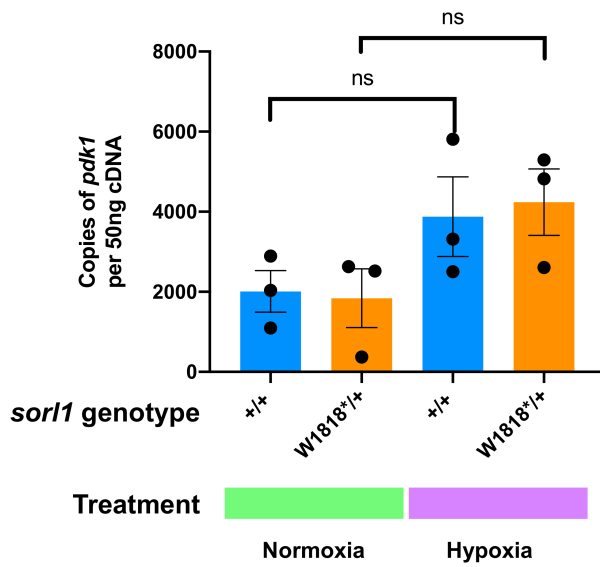 ns
ns
8000
6000
4000
2000
0
Copies of pdk1
per 50ng cDNA
sorl1 genotype
+/+
W1818*/+
+/+
W1818*/+
Treatment
Normoxia
Hypoxia